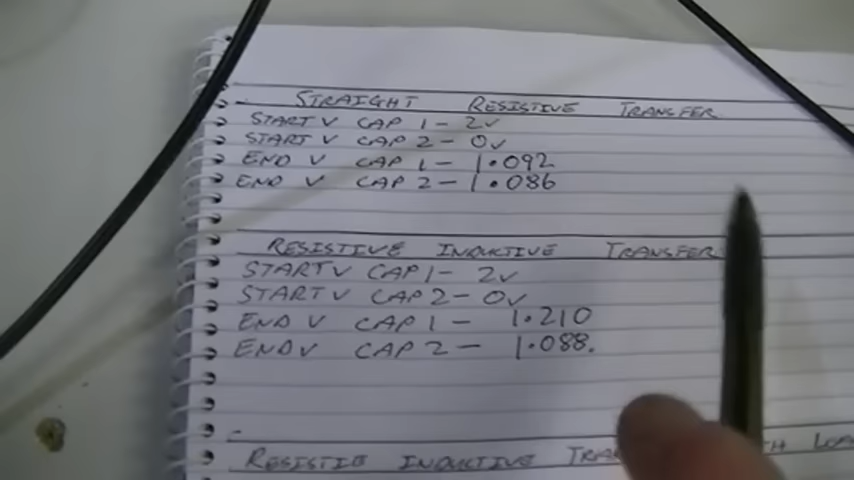 STRAIGHT RESISTIVE TRANSFER
START V CAP 1 - 2V
START V CAP 2 - 0V
END V CAP 1 - 1.092
END V CAP 2 - 1.086
RESISTIVE INDUCTIVE TRANSFER
START V CAP 1 - 2V
START V CAP 2 - 0V
END V CAP 1 - 1.210
END V CAP 2 - 1.088.
RESISTIE INDUCTIVE